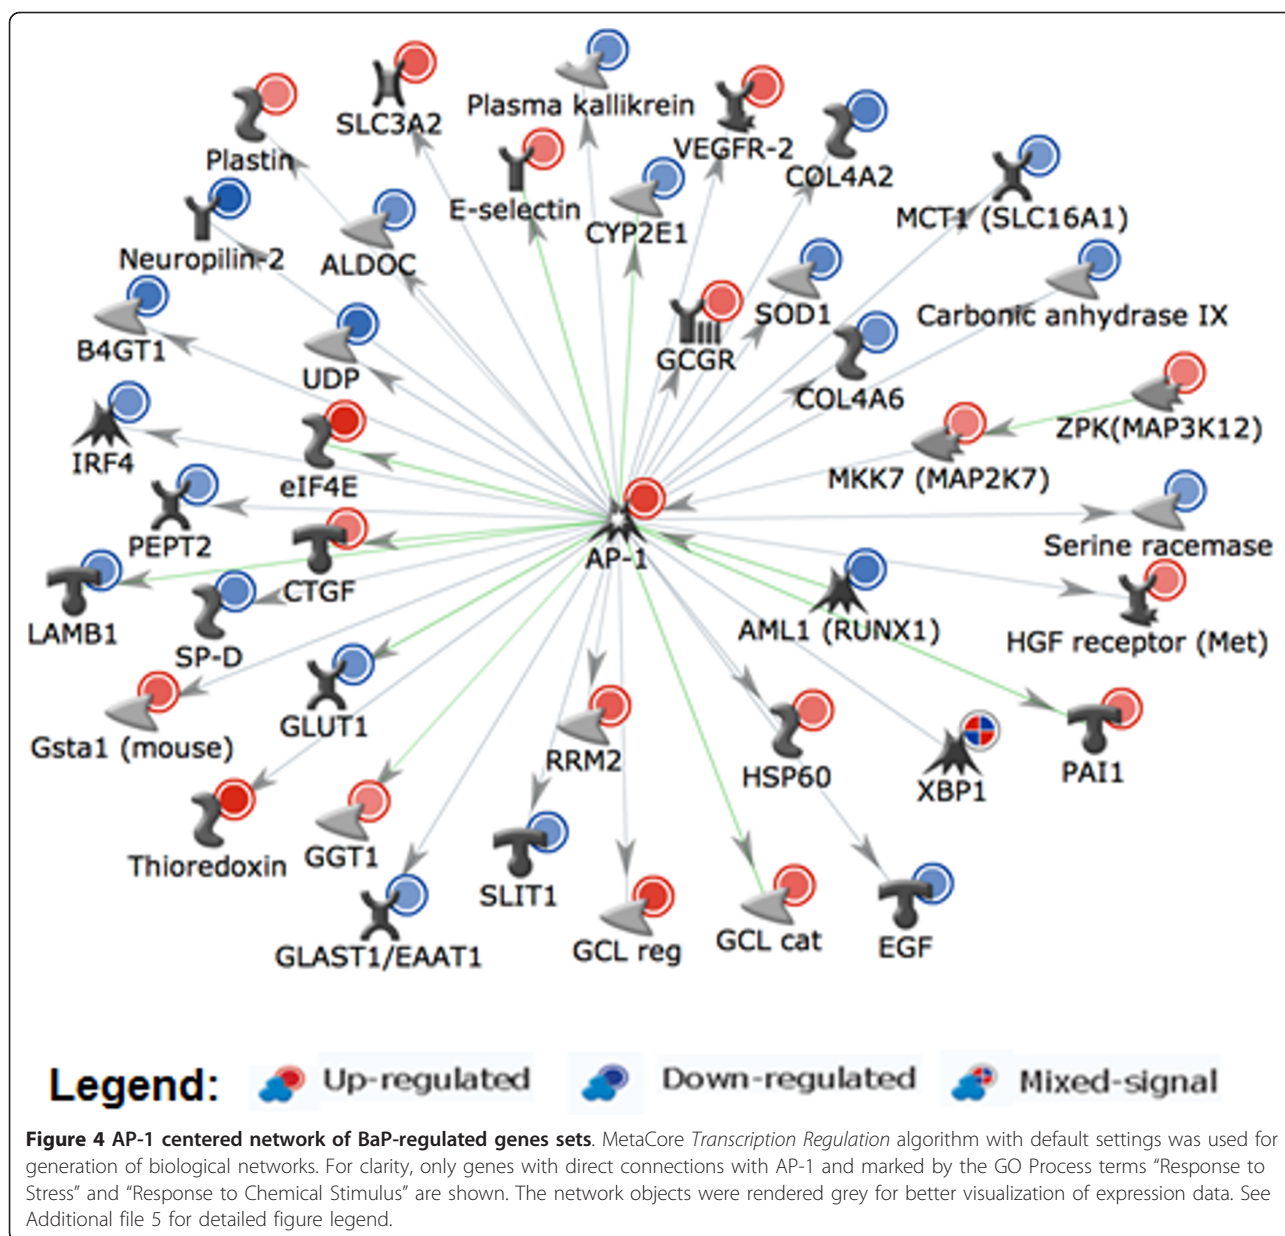 SLC3A2
Plasma kallikrein
Plastin
VEGFR-2
COL4A2
E-selectin
MCT1 (SLC16A1)
Neuropilin-2
ALDOC
CYP2E1
SOD1
Carbonic anhydrase IX
B4GT1
UDP
GCGR
COL4A6
ZPK(MAP3K12)
IRF4
eIF4E
MKK7 (MAP2K7)
PEPT2
CTGF
AP-1
Serine racemase
LAMB1
SP-D
AML1 (RUNX1)
HGF receptor (Met)
Gsta1 (mouse)
GLUT1
RRM2
HSP60
XBP1
PAI1
Thioredoxin
GGT1
SLIT1
GLAST1/EAAT1
GCL reg
GCL cat
EGF
Legend: Up-regulated Down-regulated Mixed-signal
Figure 4 AP-1 centered network of BaP-regulated genes sets. MetaCore Transcription Regulation algorithm with default settings was used for
generation of biological networks. For clarity, only genes with direct connections with AP-1 and marked by the GO Process terms “Response to
Stress” and “Response to Chemical Stimulus” are shown. The network objects were rendered grey for better visualization of expression data. See
Additional file 5 for detailed figure legend.